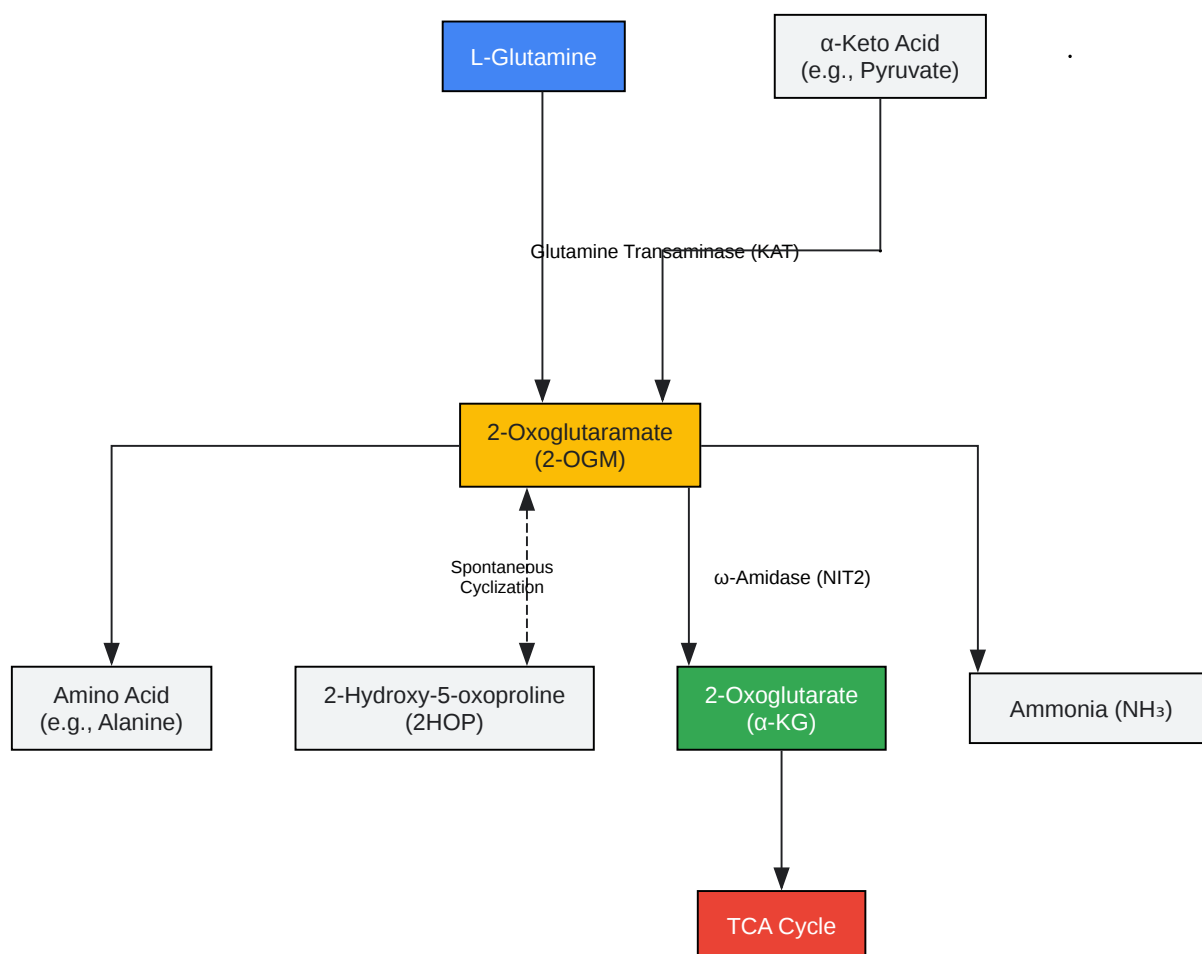 L-Glutamine
α-Keto Acid
(e.g., Pyruvate)
Glutamine Transaminase (KAT)
2-Oxoglutaramate
(2-OGM)
Spontaneous
Cyclization
ω-Amidase (NIT2)
Amino Acid
(e.g., Alanine)
2-Hydroxy-5-oxoproline
(2HOP)
2-Oxoglutarate
(α-KG)
Ammonia (NH₃)
TCA Cycle